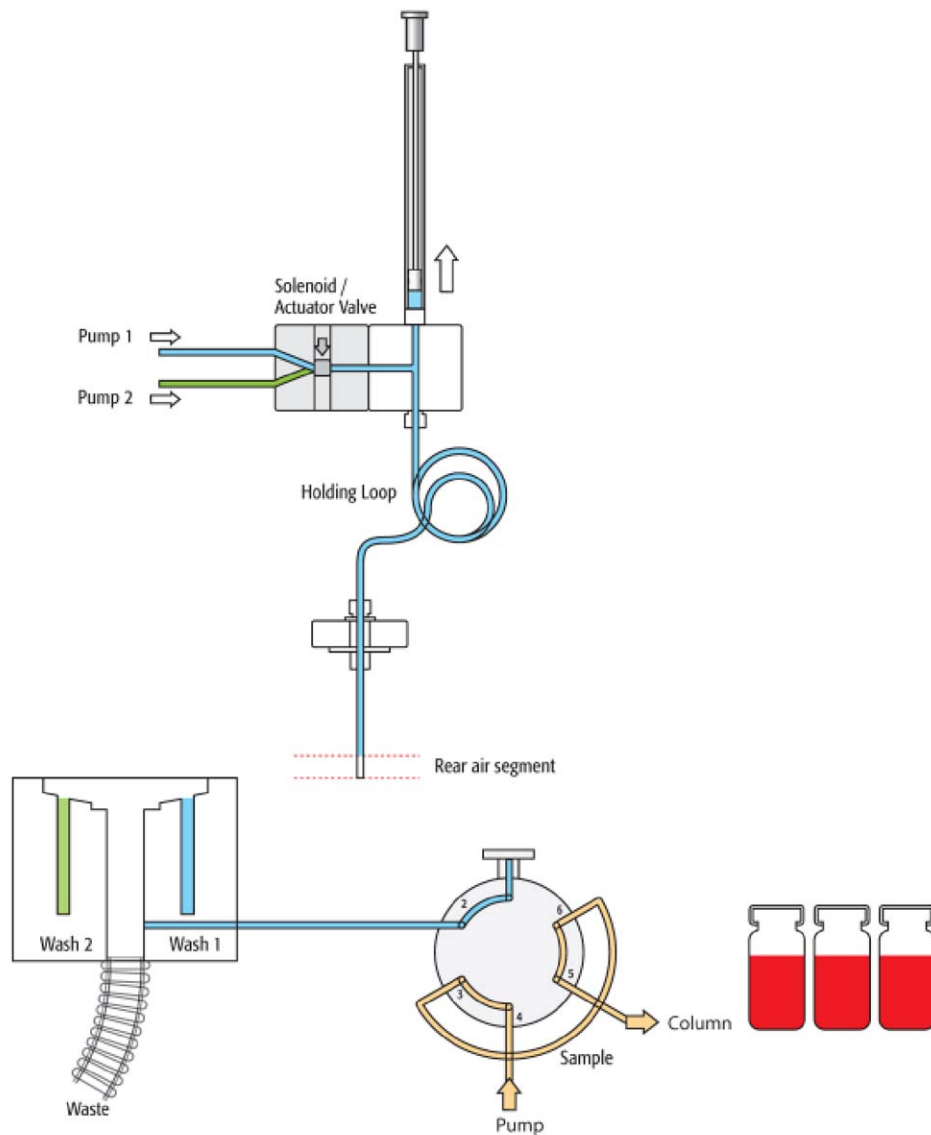 Solenoid /
Actuator Valve
Pump 1
Pump 2
Holding Loop
Rear air segment
Wash 2
Wash 1
Waste
2
6
3
5
4
Column
Sample
Pump